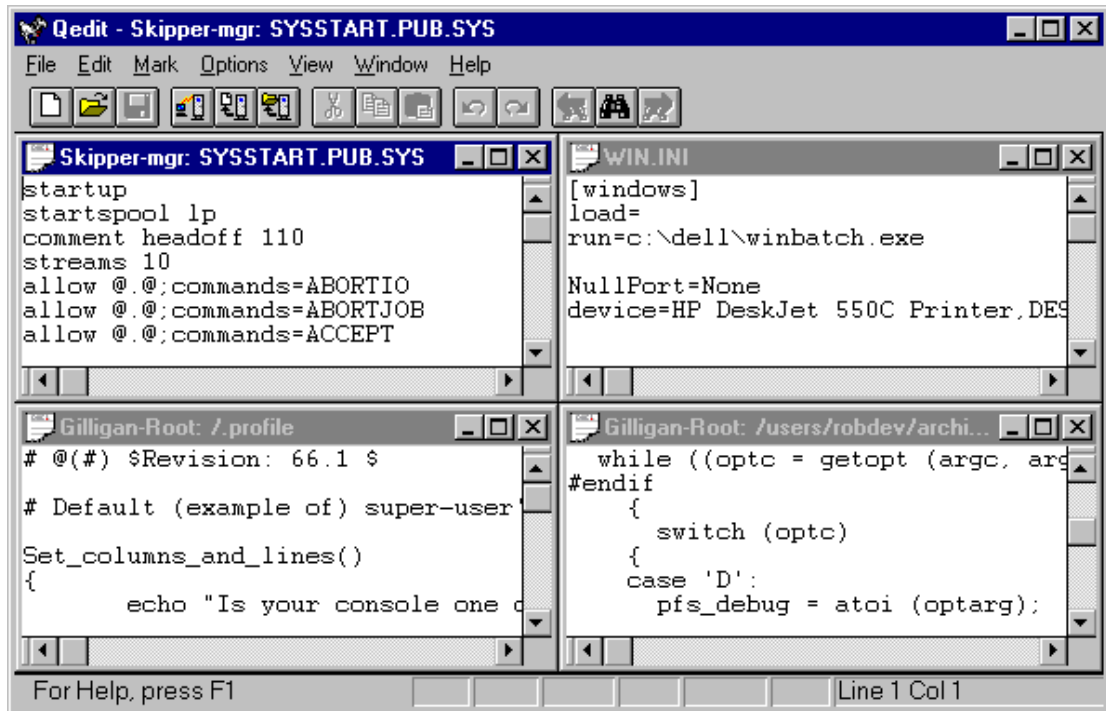 Qedit - Skipper-mgr: SYSSTART.PUB.SYS
File Edit Mark Options View Window Help
Skipper-mgr: SYSSTART.PUB.SYS
startup
startspool lp
comment headoff 110
streams 10
allow @.@;commands=ABORTIO
allow @.@;commands=ABORTJOB
allow @.@;commands=ACCEPT
WIN.INI
[windows]
load=
run=c:\dell\winbatch.exe
NullPort=None
device=HP DeskJet 550C Printer,DES
Gilligan-Root: /.profile
# @(#) $Revision: 66.1 $
# Default (example of) super-user'
Set_columns_and_lines()
{
echo "Is your console one o
Gilligan-Root: /users/robdev/archi...
while ((optc = getopt (argc, arg
#endif
{
switch (optc)
{
case 'D':
pfs_debug = atoi (optarg);
For Help, press F1
Line 1 Col 1